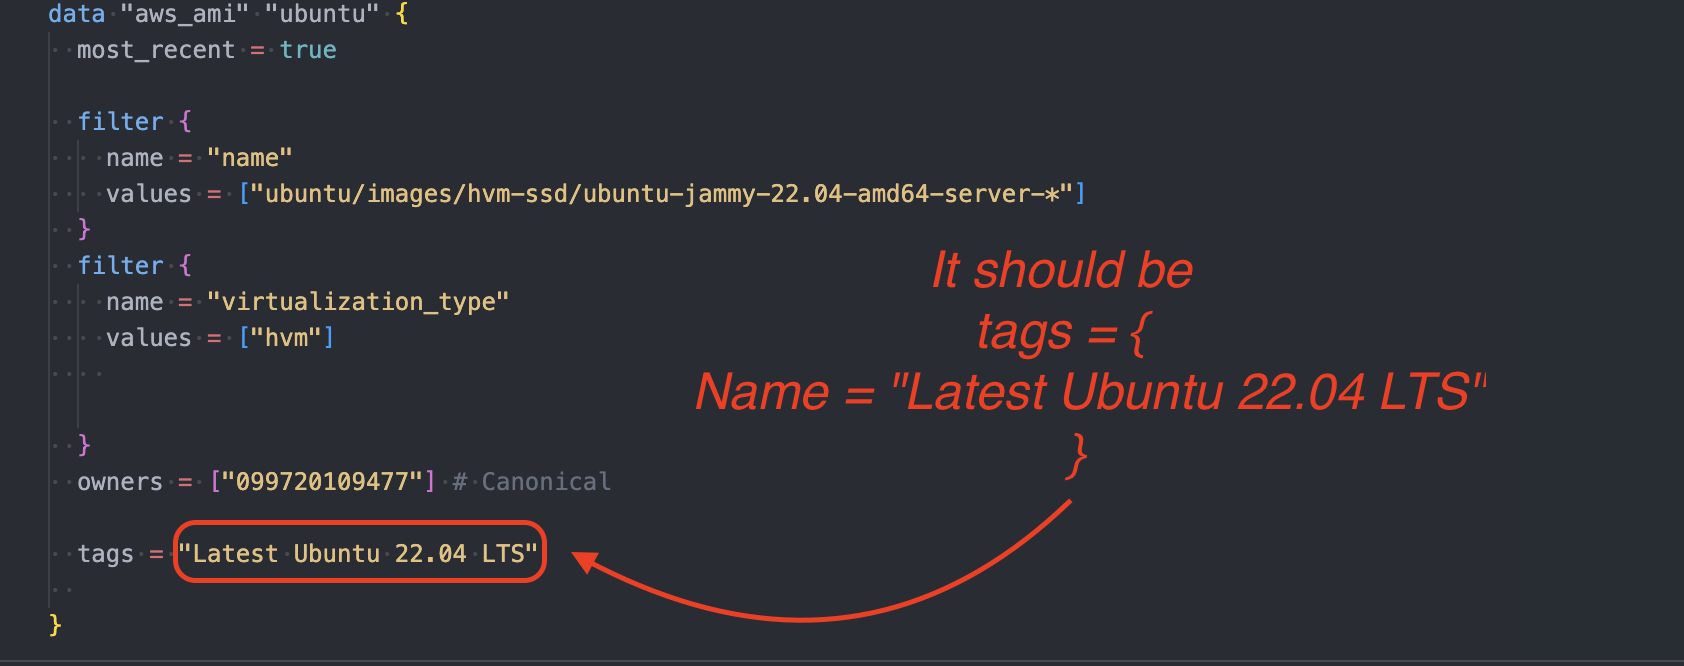 data "aws_ami" "ubuntu" {
most_recent = true
filter {
name = "name"
values = ["ubuntu/images/hvm-ssd/ubuntu-jammy-22.04-amd64-server-*"]
}
filter {
name = "virtualization_type"
values = ["hvm"]
}
owners = ["099720109477"] # Canonical
tags = "Latest Ubuntu 22.04 LTS"
}
It should be
tags = {
Name = "Latest Ubuntu 22.04 LTS"
}